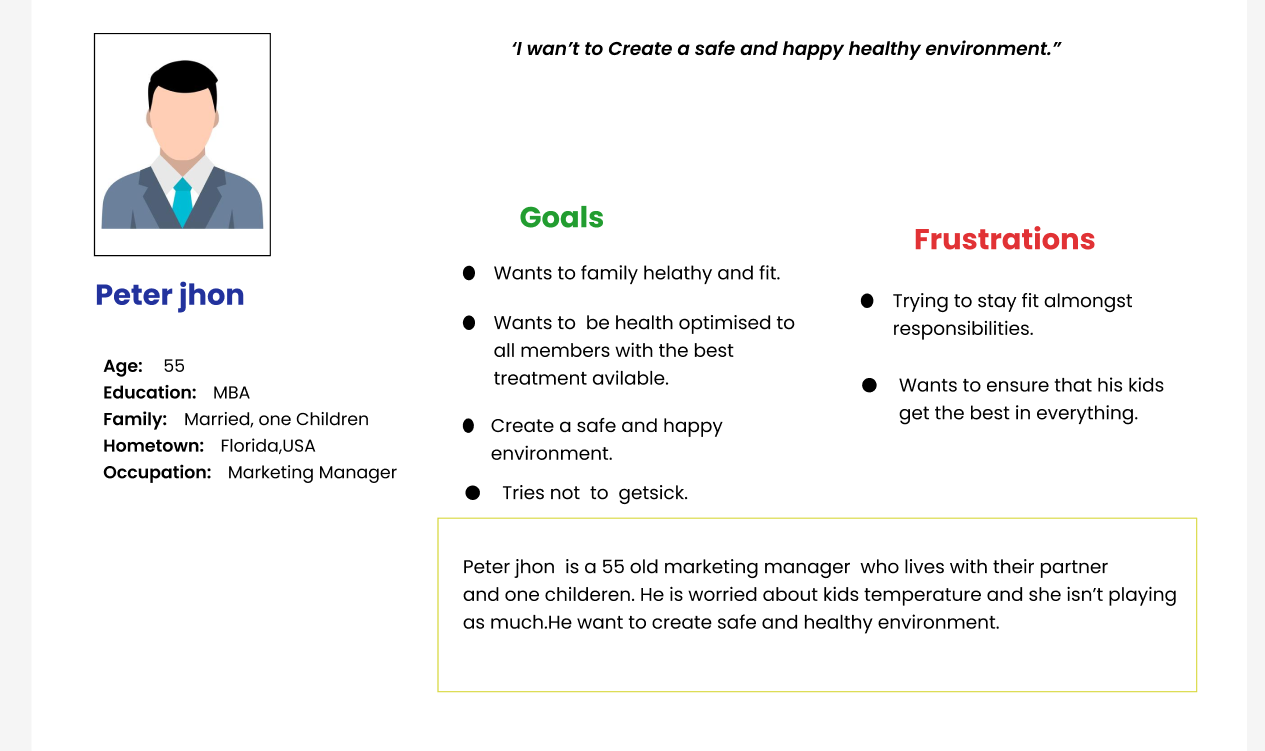 ‘I wan’t to Create a safe and happy healthy environment.”
Peter jhon
Age: 55
Education: MBA
Family: Married, one Children
Hometown: Florida,USA
Occupation: Marketing Manager
Goals
Wants to family helathy and fit.
Wants to be health optimised to
all members with the best
treatment avilable.
Create a safe and happy
environment.
Tries not to getsick.
Frustrations
Trying to stay fit almongst
responsibilities.
Wants to ensure that his kids
get the best in everything.
Peter jhon is a 55 old marketing manager who lives with their partner
and one childeren. He is worried about kids temperature and she isn’t playing
as much.He want to create safe and healthy environment.